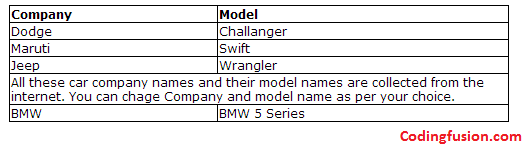 Company Model
Dodge Challanger
Maruti Swift
Jeep Wrangler
All these car company names and their model names are collected from the
internet. You can chage Company and model name as per your choice.
BMW BMW 5 Series
Codingfusion.com